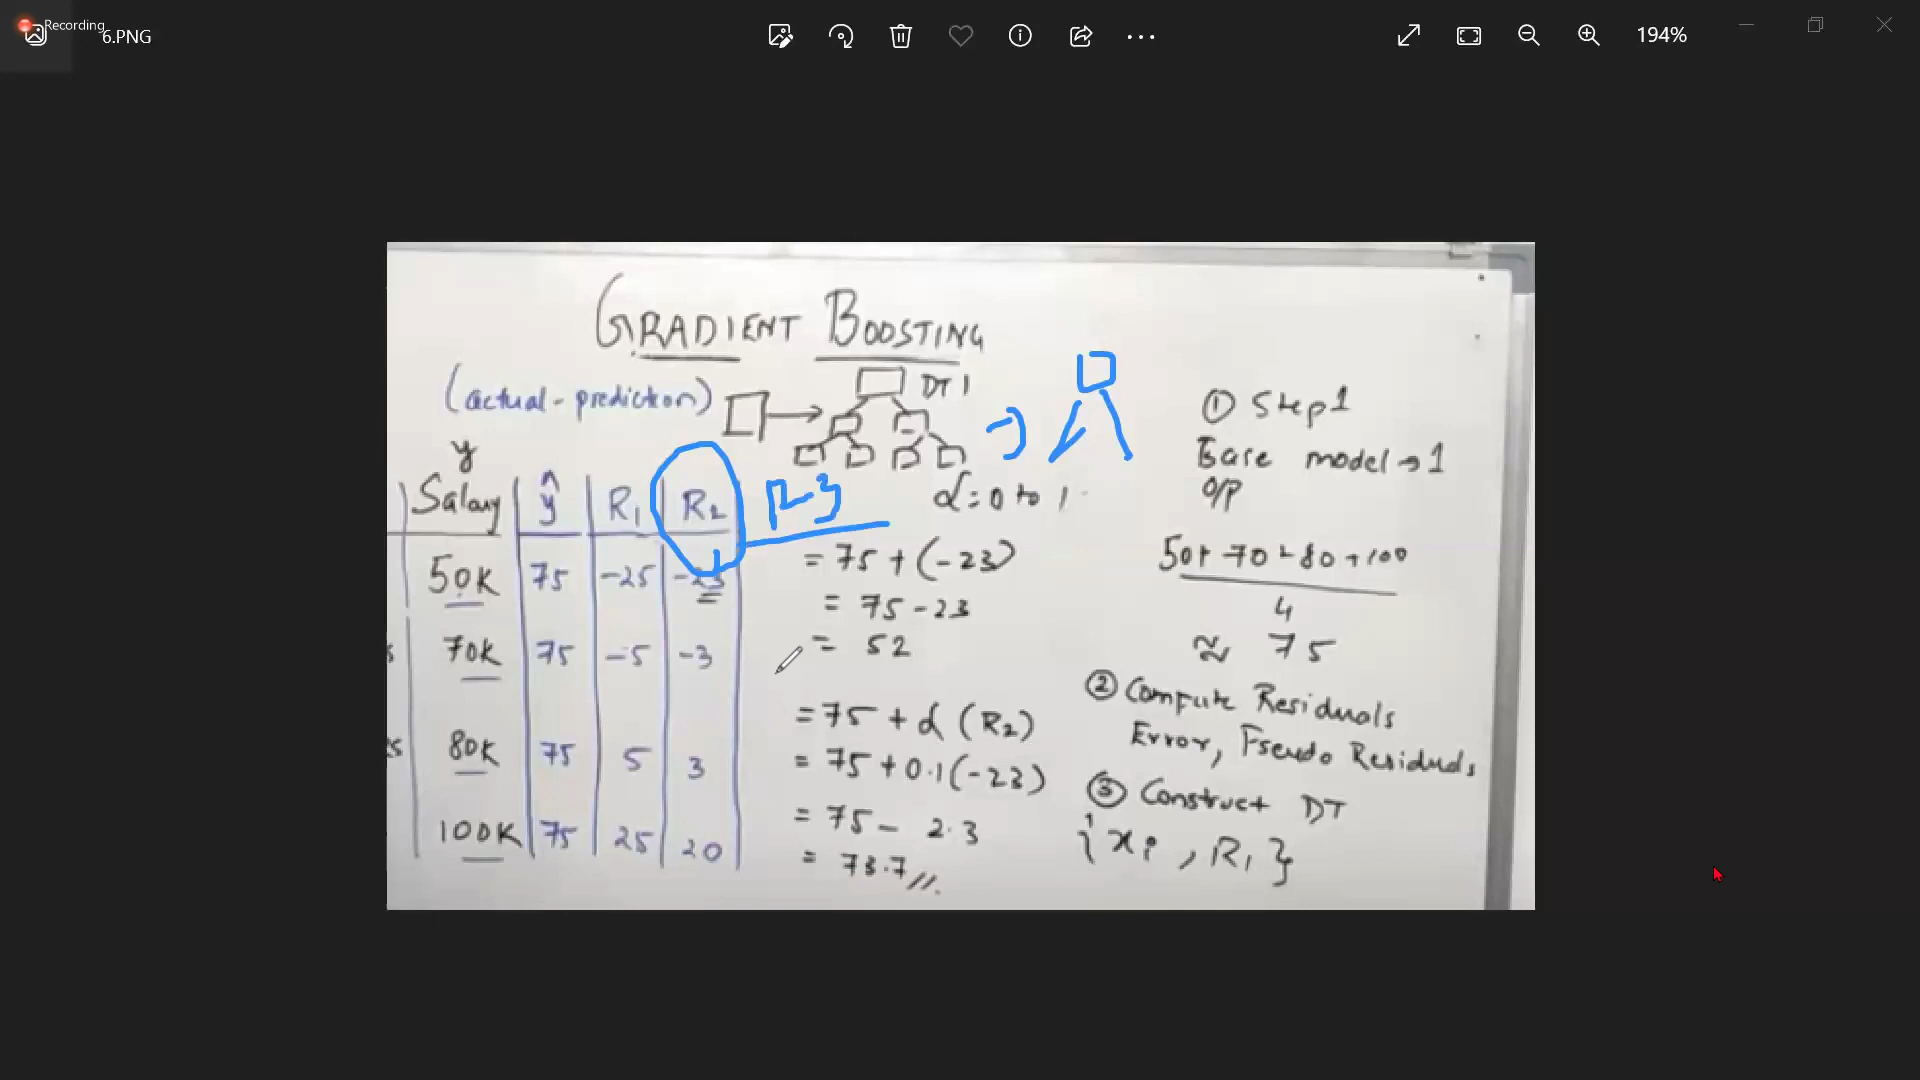 Recording
6.PNG
194%
GRADIENT BOOSTING
(actual - prediction)
DT 1
y
Salary ŷ R1 R2 R3
α = 0 to 1
50K 75 -25 -23
70K 75 -5 -3
80K 75 5 3
100K 75 25 20
= 75 + (-23)
= 75 - 23
= 52
= 75 + α (R2)
= 75 + 0.1 (-23)
= 75 - 2.3
= 73.7 //.
① Step 1
Base model → 1
O/P
50 + 70 + 80 + 100
4
≈ 75
② Compute Residuals
Error, Pseudo Residuals
③ Construct DT
{xi , R1}